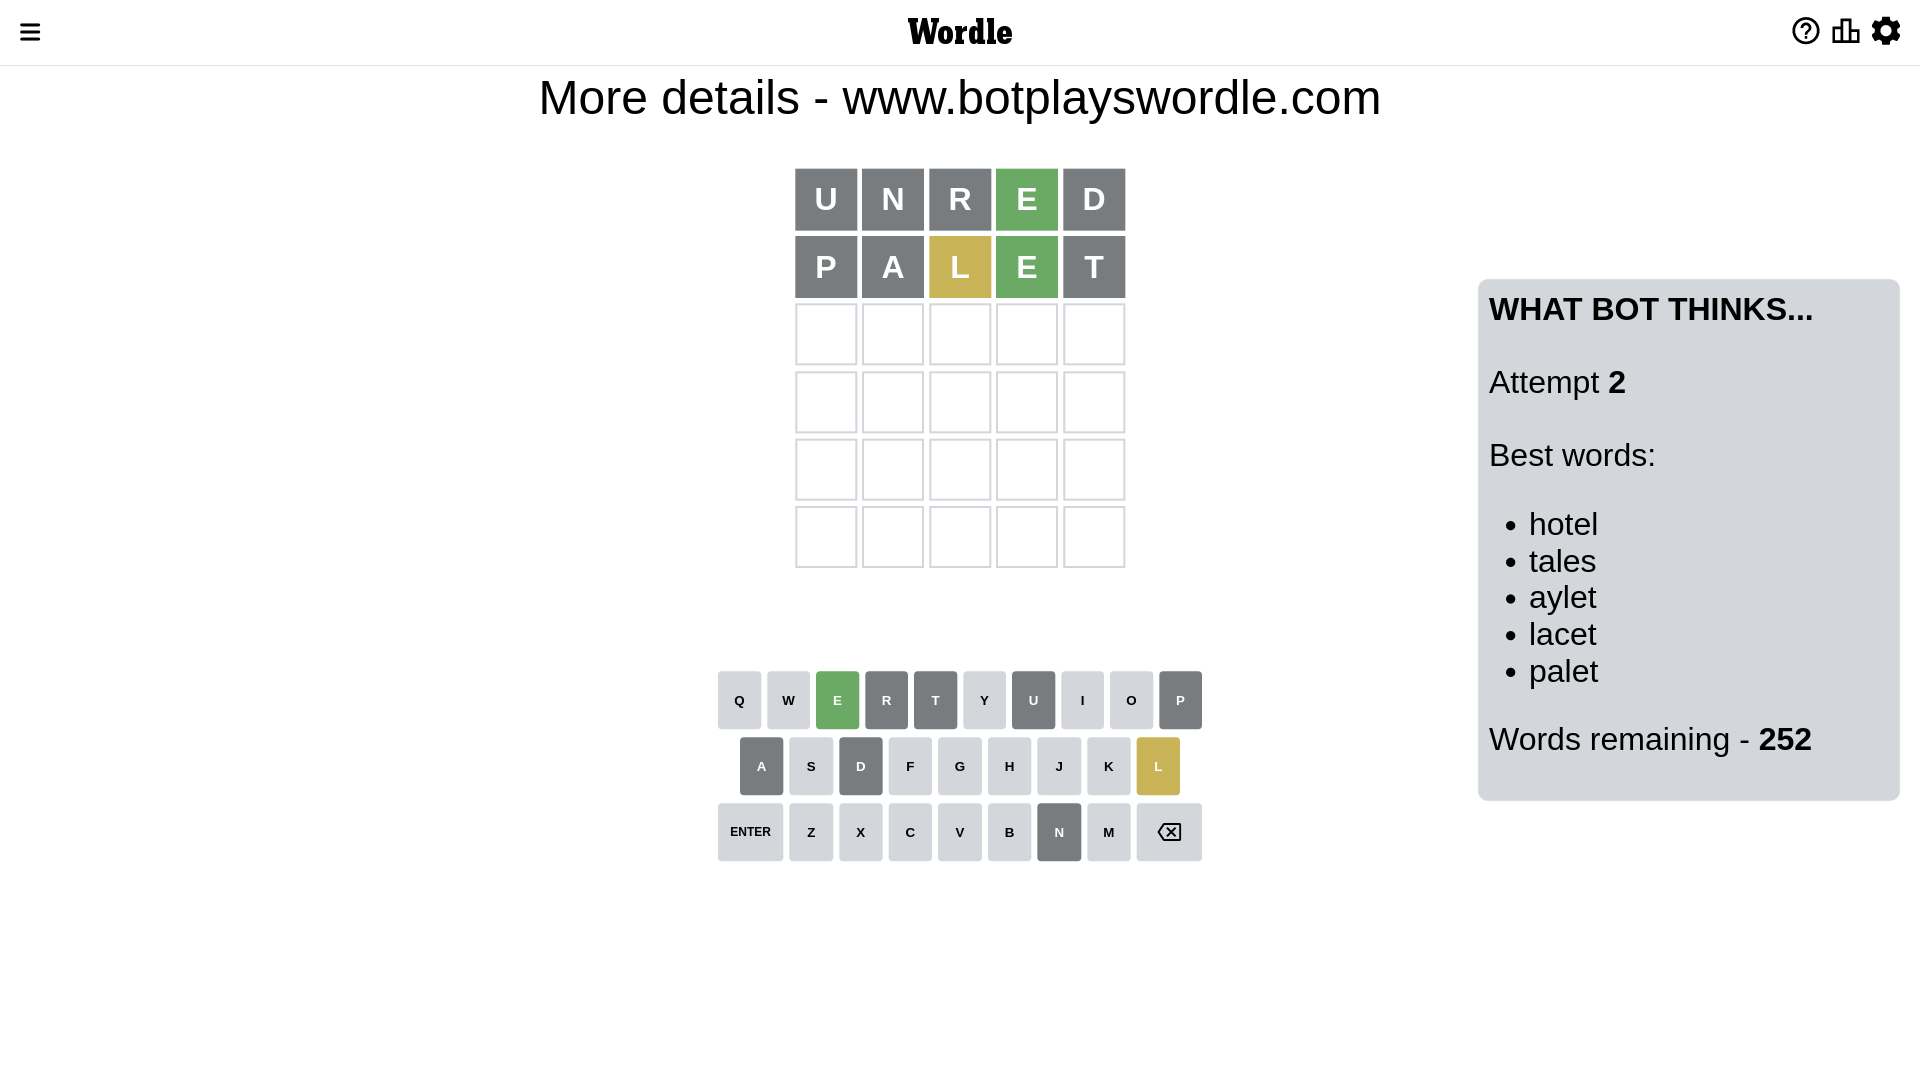 Wordle
More details - www.botplayswordle.com
U N R E D
P A L E T
WHAT BOT THINKS...
Attempt 2
Best words:
• hotel
• tales
• aylet
• lacet
• palet
Words remaining - 252
Q W E R T Y U I O P
A S D F G H J K L
ENTER Z X C V B N M